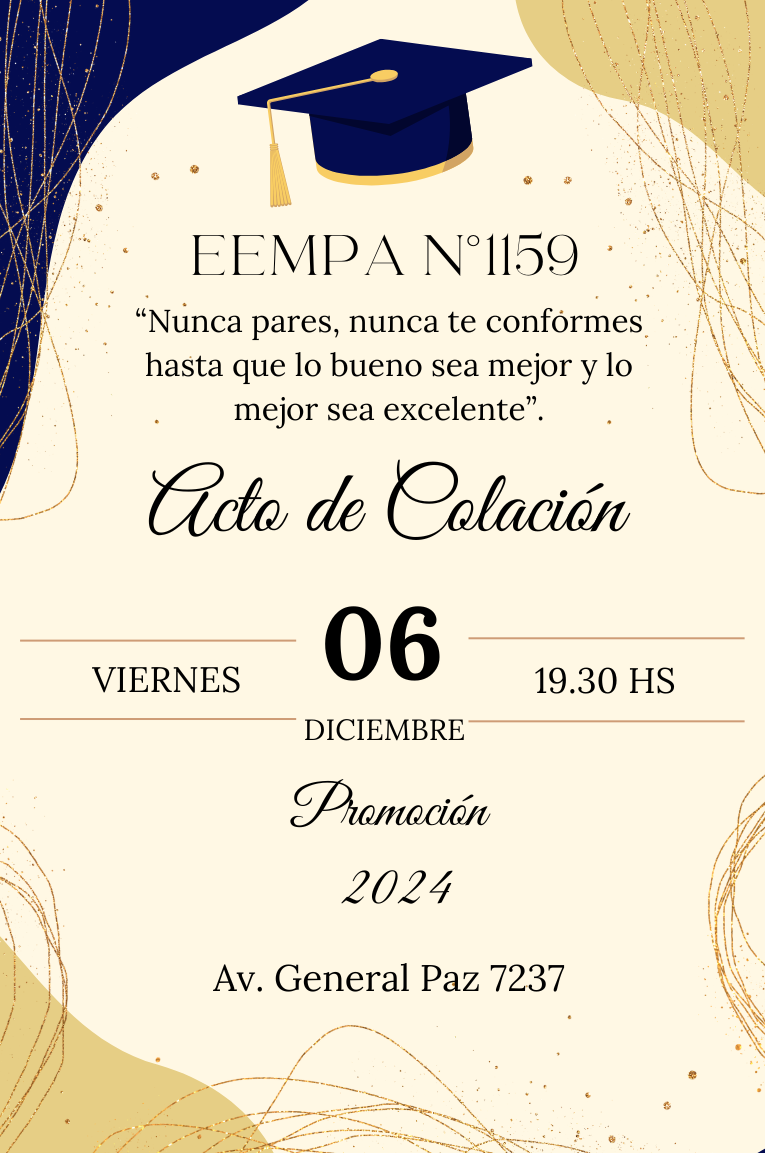 EEMPA N°1159
“Nunca pares, nunca te conformes
hasta que lo bueno sea mejor y lo
mejor sea excelente”.
Acto de Colación
06
VIERNES
19.30 HS
DICIEMBRE
Promoción
2024
Av. General Paz 7237